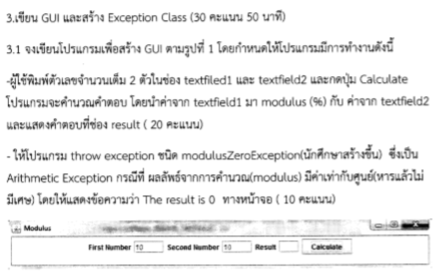 3.เขียน GUI และสร้าง Exception Class (30 คะแนน 50 นาที)
3.1 จงเขียนโปรแกรมเพื่อสร้าง GUI ตามรูปที่ 1 โดยกำหนดให้โปรแกรมมีการทำงานดังนี้
-ผู้ใช้พิมพ์ตัวเลขจำนวนเต็ม 2 ตัวในช่อง textfiled1 และ textfield2 และกดปุ่ม Calculate
โปรแกรมจะคำนวณคำตอบ โดยนำค่าจาก textfield1 มา modulus (%) กับ ค่าจาก textfield2
และแสดงคำตอบที่ช่อง result ( 20 คะแนน)
- ให้โปรแกรม throw exception ชนิด modulusZeroException(นักศึกษาสร้างขึ้น) ซึ่งเป็น
Arithmetic Exception กรณีที่ ผลลัพธ์จากการคำนวณ(modulus) มีค่าเท่ากับศูนย์(หารแล้วไม่
มีเศษ) โดยให้แสดงข้อความว่า The result is 0 ทางหน้าจอ ( 10 คะแนน)
Modulus
First Number 10 Second Number 10 Result Calculate